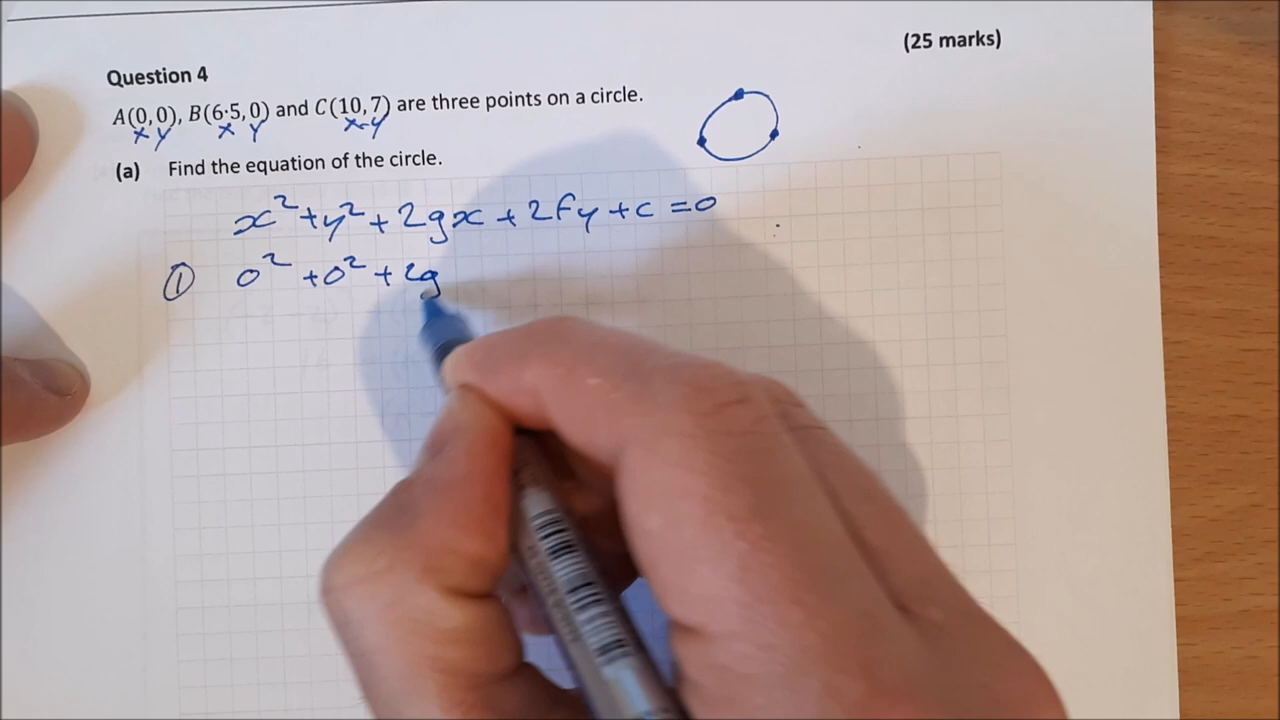 (25 marks)
Question 4
A(0,0), B(6·5,0) and C(10,7) are three points on a circle.
x y x y x y
(a) Find the equation of the circle.
x² + y² + 2gx + 2fy + c = 0
① 0² + 0² + 2g